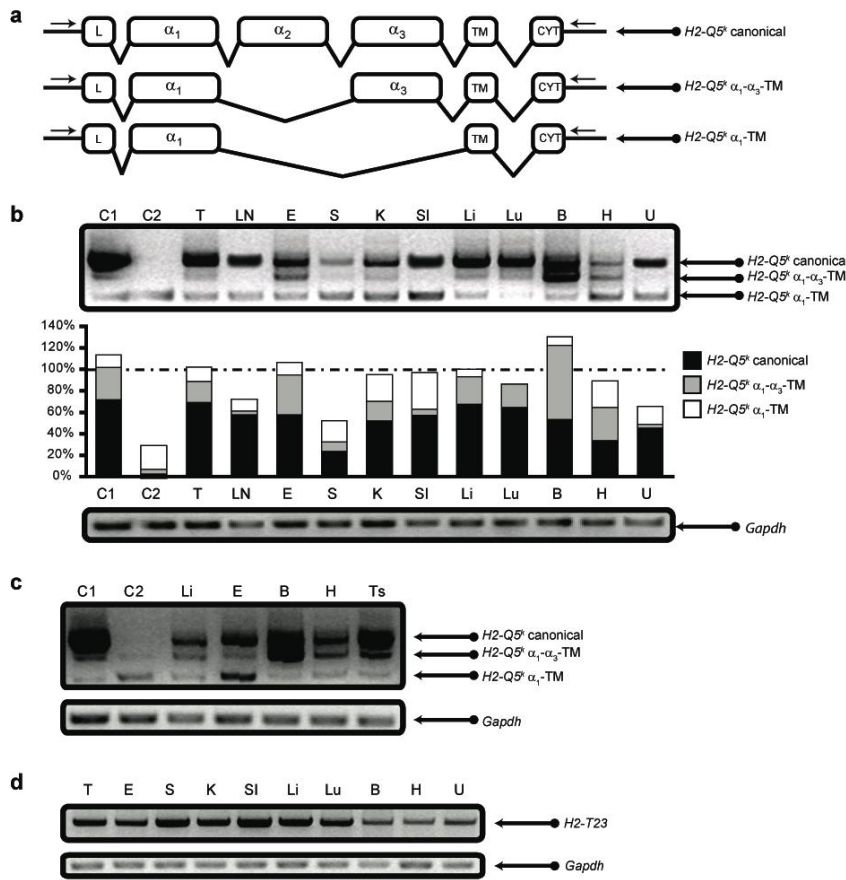 a
L α1 α2 α3 TM CYT H2-Q5k canonical
L α1 α3 TM CYT H2-Q5k α1-α3-TM
L α1 TM CYT H2-Q5k α1-TM
b
C1 C2 T LN E S K SI Li Lu B H U
H2-Q5k canonica
H2-Q5k α1-α3-TM
H2-Q5k α1-TM
140%
120%
100%
80%
60%
40%
20%
0%
H2-Q5k canonical
H2-Q5k α1-α3-TM
H2-Q5k α1-TM
C1 C2 T LN E S K SI Li Lu B H U
Gapdh
c
C1 C2 Li E B H Ts
H2-Q5k canonical
H2-Q5k α1-α3-TM
H2-Q5k α1-TM
Gapdh
d
T E S K SI Li Lu B H U
H2-T23
Gapdh